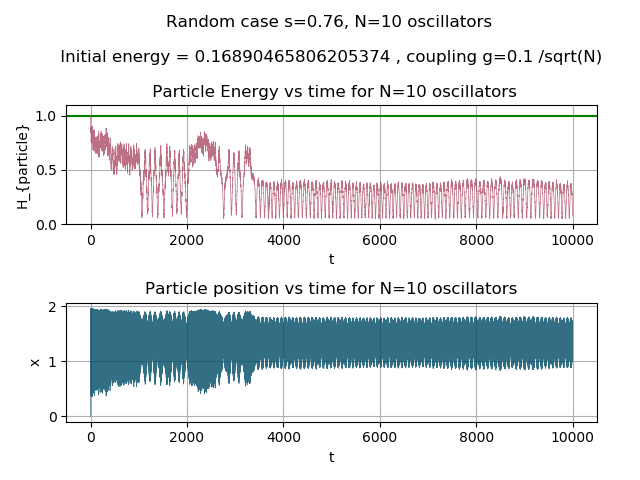 Random case s=0.76, N=10 oscillators
Initial energy = 0.16890465806205374 , coupling g=0.1 /sqrt(N)
Particle Energy vs time for N=10 oscillators
H_{particle}
1.0
0.5
0.0
0 2000 4000 6000 8000 10000
t
Particle position vs time for N=10 oscillators
x
2
1
0
0 2000 4000 6000 8000 10000
t